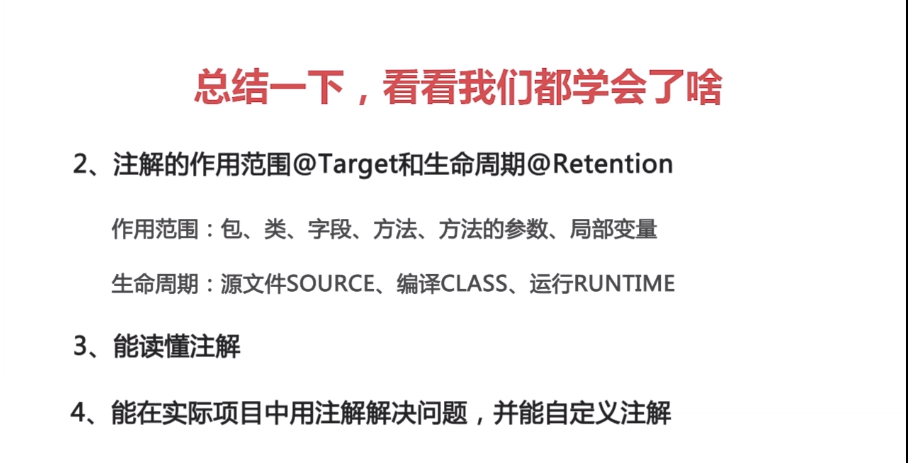 总结一下，看看我们都学会了啥
2、注解的作用范围@Target和生命周期@Retention
作用范围：包、类、字段、方法、方法的参数、局部变量
生命周期：源文件SOURCE、编译CLASS、运行RUNTIME
3、能读懂注解
4、能在实际项目中用注解解决问题，并能自定义注解